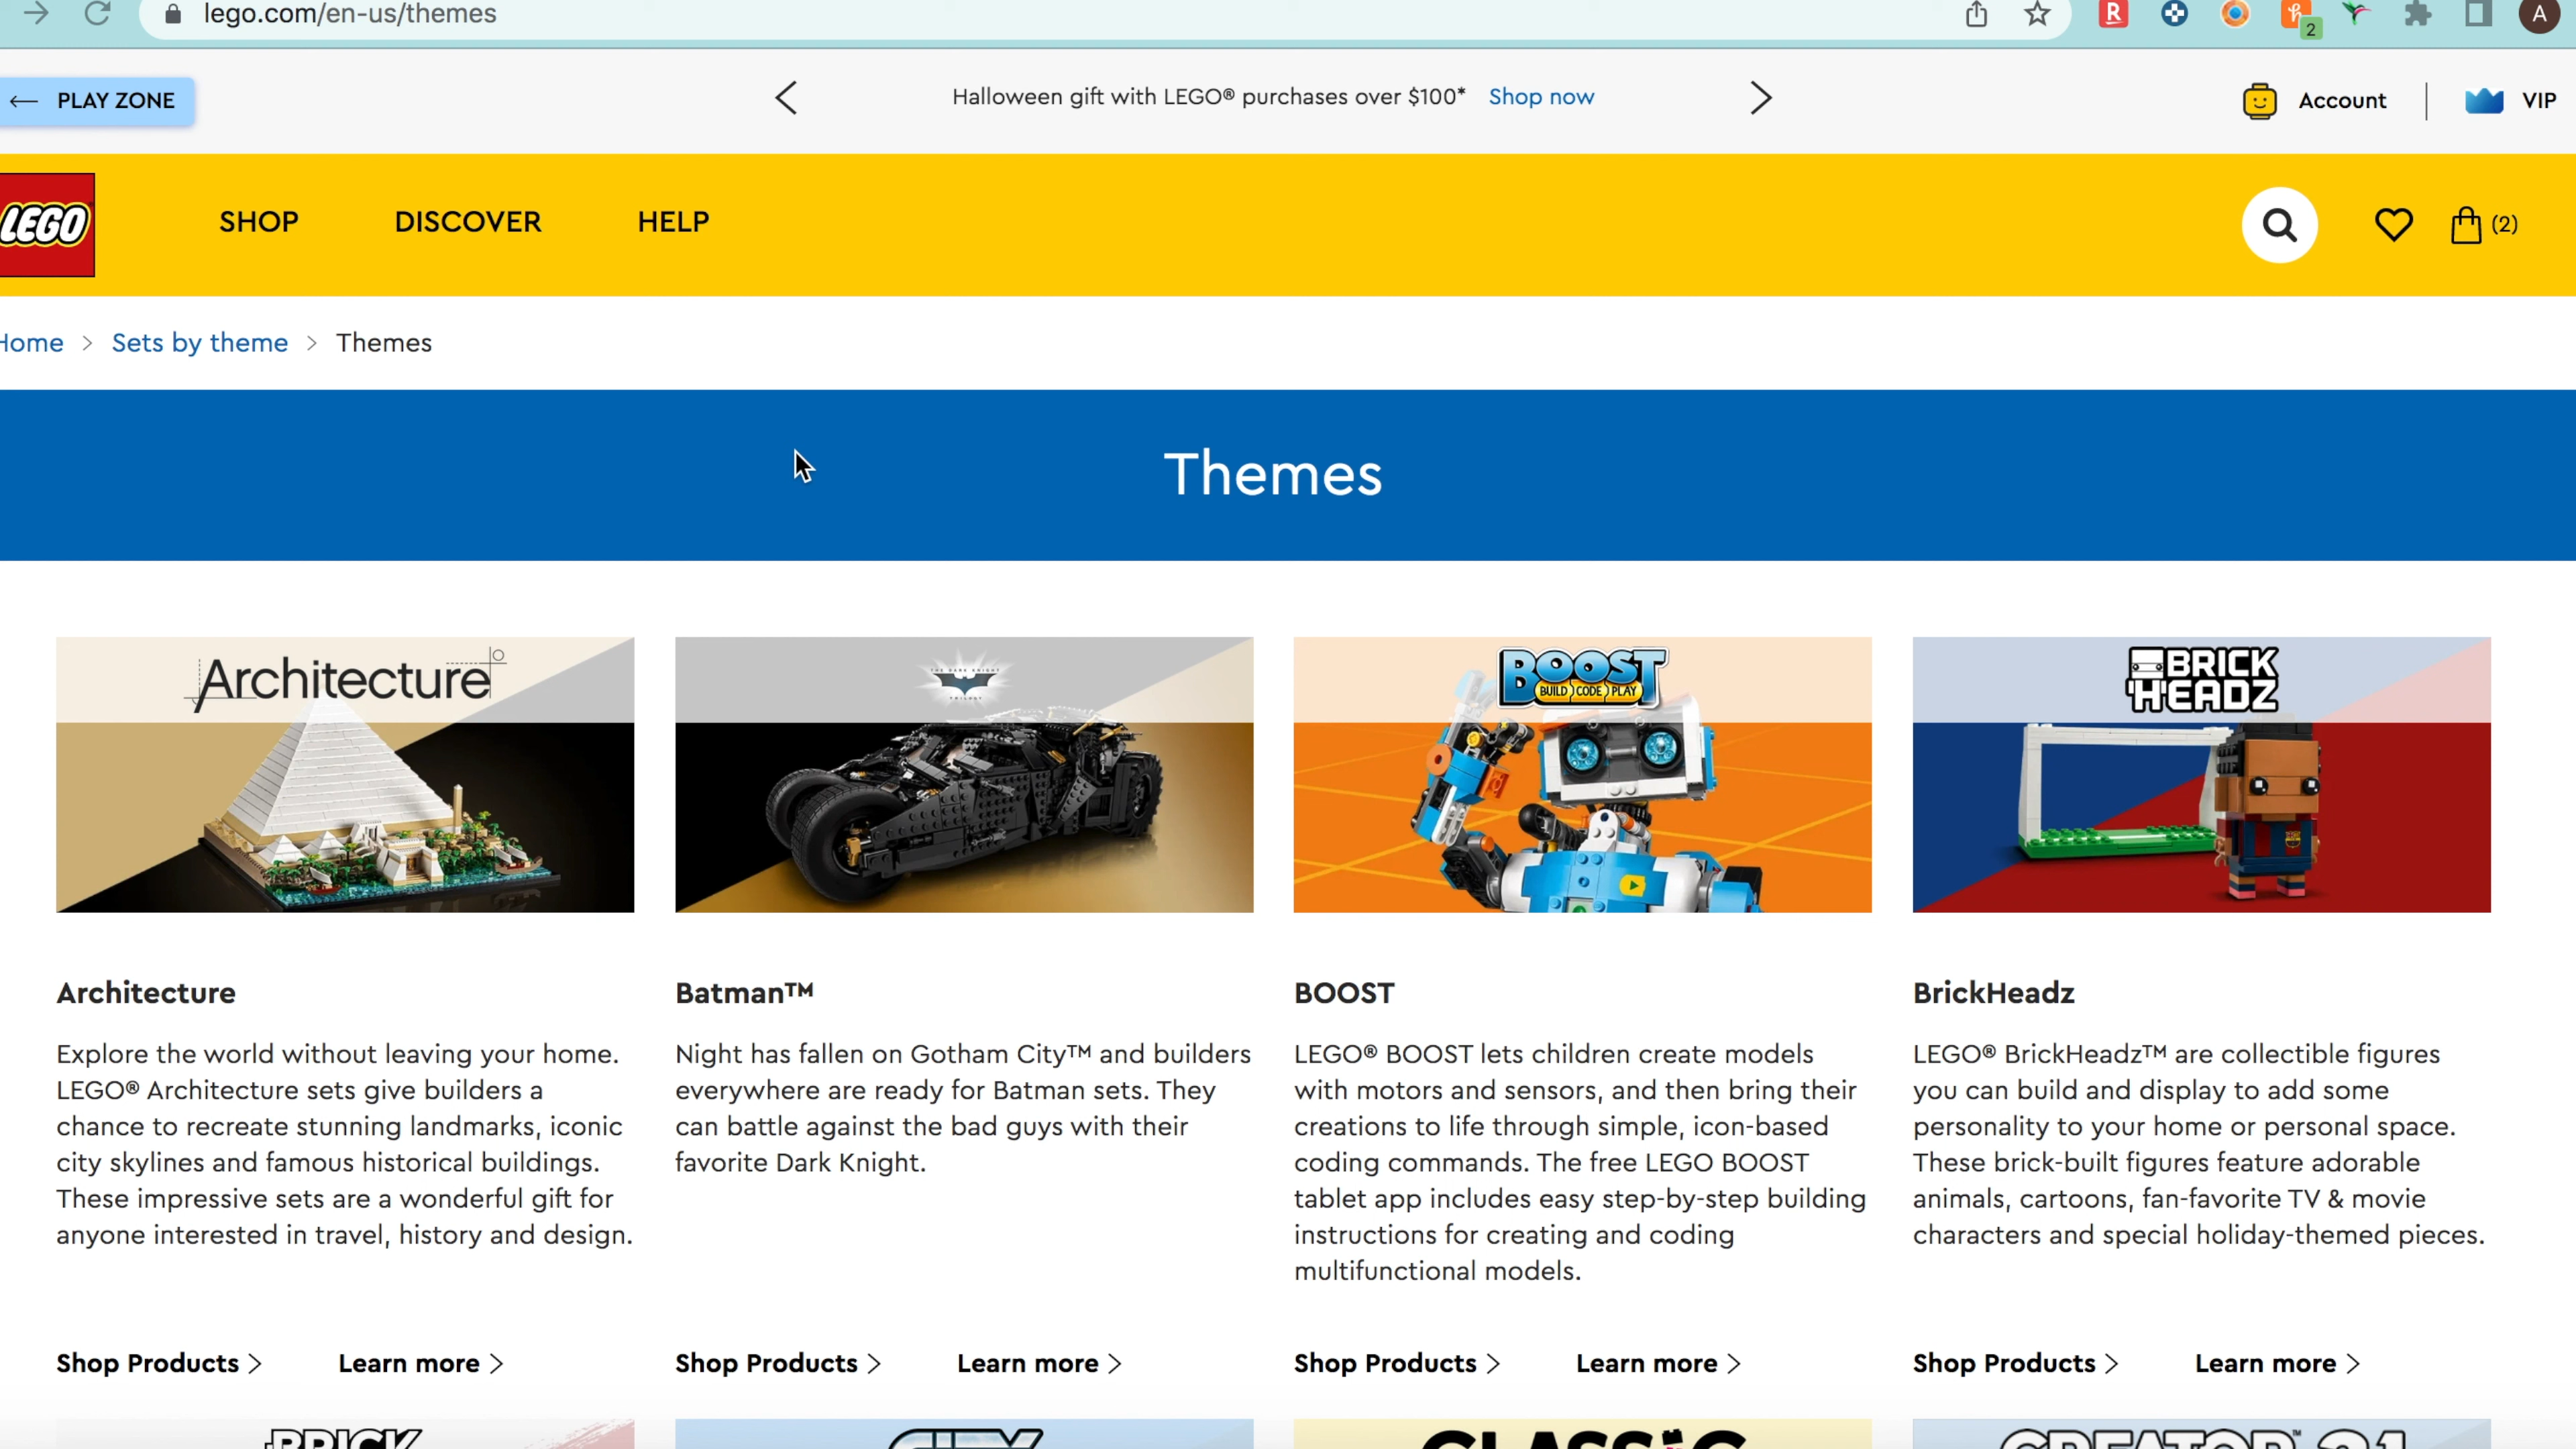 lego.com/en-us/themes
2
A
PLAY ZONE
Halloween gift with LEGO® purchases over $100* Shop now
Account
VIP
LEGO
SHOP
DISCOVER
HELP
(2)
Home > Sets by theme > Themes
Themes
Architecture
THE DARK KNIGHT
TRILOGY
BOOST
BUILD CODE PLAY
BRICK
HEADZ
Architecture
Explore the world without leaving your home.
LEGO® Architecture sets give builders a
chance to recreate stunning landmarks, iconic
city skylines and famous historical buildings.
These impressive sets are a wonderful gift for
anyone interested in travel, history and design.
Shop Products >
Learn more >
Batman™
Night has fallen on Gotham City™ and builders
everywhere are ready for Batman sets. They
can battle against the bad guys with their
favorite Dark Knight.
Shop Products >
Learn more >
BOOST
LEGO® BOOST lets children create models
with motors and sensors, and then bring their
creations to life through simple, icon-based
coding commands. The free LEGO BOOST
tablet app includes easy step-by-step building
instructions for creating and coding
multifunctional models.
Shop Products >
Learn more >
BrickHeadz
LEGO® BrickHeadz™ are collectible figures
you can build and display to add some
personality to your home or personal space.
These brick-built figures feature adorable
animals, cartoons, fan-favorite TV & movie
characters and special holiday-themed pieces.
Shop Products >
Learn more >
BRICK
CITY
CLASSIC
CREATOR™ 3in1